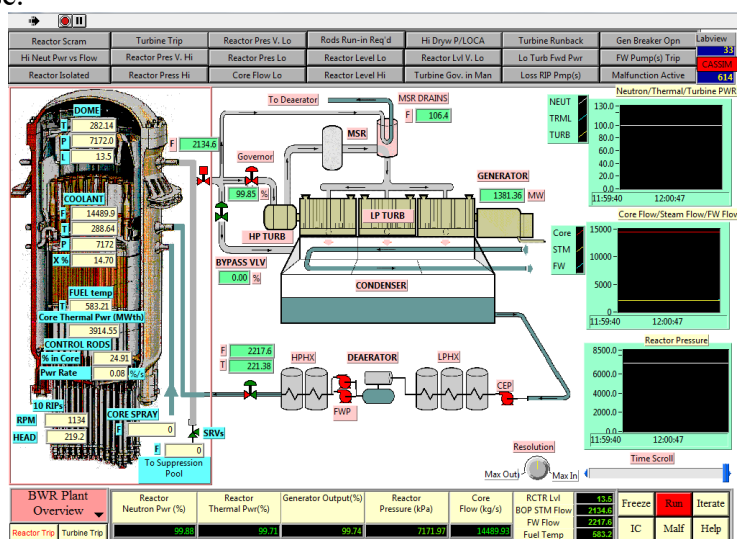 se.
Reactor Scram Turbine Trip Reactor Pres V. Lo Rods Run-in Req'd Hi Dryw P/LOCA Turbine Runback Gen Breaker Opn Labview
33
Hi Neut Pwr vs Flow Reactor Pres V. Hi Reactor Pres Lo Reactor Level Lo Reactor Lvl V. Lo Lo Turb Fwd Pwr FW Pump(s) Trip CASSIM
Reactor Isolated Reactor Press Hi Core Flow Lo Reactor Level Hi Turbine Gov. in Man Loss RIP Pmp(s) Malfunction Active 614
DOME
T 282.14
P 7172.0
L 13.5
COOLANT
F 14489.9
T 288.64
P 7172
X % 14.70
FUEL temp
T 583.21
Core Thermal Pwr (MWth)
3914.55
CONTROL RODS
% in Core 24.91
Pwr Rate 0.08 %/s
10 RIPs
RPM 1134
HEAD 219.2
CORE SPRAY
F 0
SRVs
F 0
To Suppression
Pool
F 2134.6
To Deaerator
MSR DRAINS
F 106.4
MSR
Governor
99.85 %
GENERATOR
1381.36 MW
HP TURB
LP TURB
BYPASS VLV
0.00 %
CONDENSER
F 2217.6
T 221.38
HPHX DEAERATOR LPHX
FWP
CEP
Resolution
Max Out Max In
Time Scroll
Neutron/Thermal/Turbine PWR
NEUT
TRML
TURB
130.0
100.0
80.0
60.0
40.0
20.0
0.0
11:59:40 12:00:47
Core Flow/Steam Flow/FW Flow
Core
STM
FW
15000
10000
5000
0
11:59:40 12:00:47
Reactor Pressure
8500.0
6000.0
4000.0
2000.0
0.0
11:59:40 12:00:47
BWR Plant
Overview
Reactor Trip Turbine Trip
Reactor
Neutron Pwr (%)
99.88
Reactor
Thermal Pwr(%)
99.71
Generator Output(%)
99.74
Reactor
Pressure (kPa)
7171.97
Core
Flow (kg/s)
14489.93
RCTR Lvl 13.5
BOP STM Flow 2134.6
FW Flow 2217.6
Fuel Temp 583.2
Freeze Run Iterate
IC Malf Help